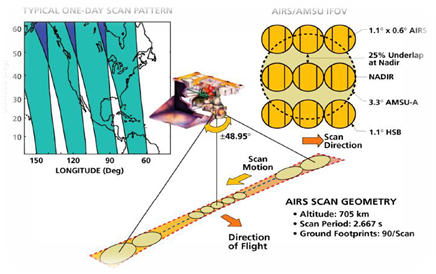 TYPICAL ONE-DAY SCAN PATTERN
60
50
40
30
20
10
150
120
90
60
LONGITUDE (Deg)
AIRS/AMSU IFOV
1.1° x 0.6° AIRS
25% Underlap
at Nadir
NADIR
3.3° AMSU-A
1.1° HSB
±48.95°
Scan
Direction
Scan
Motion
Direction
of Flight
AIRS SCAN GEOMETRY
• Altitude: 705 km
• Scan Period: 2.667 s
• Ground Footprints: 90/Scan